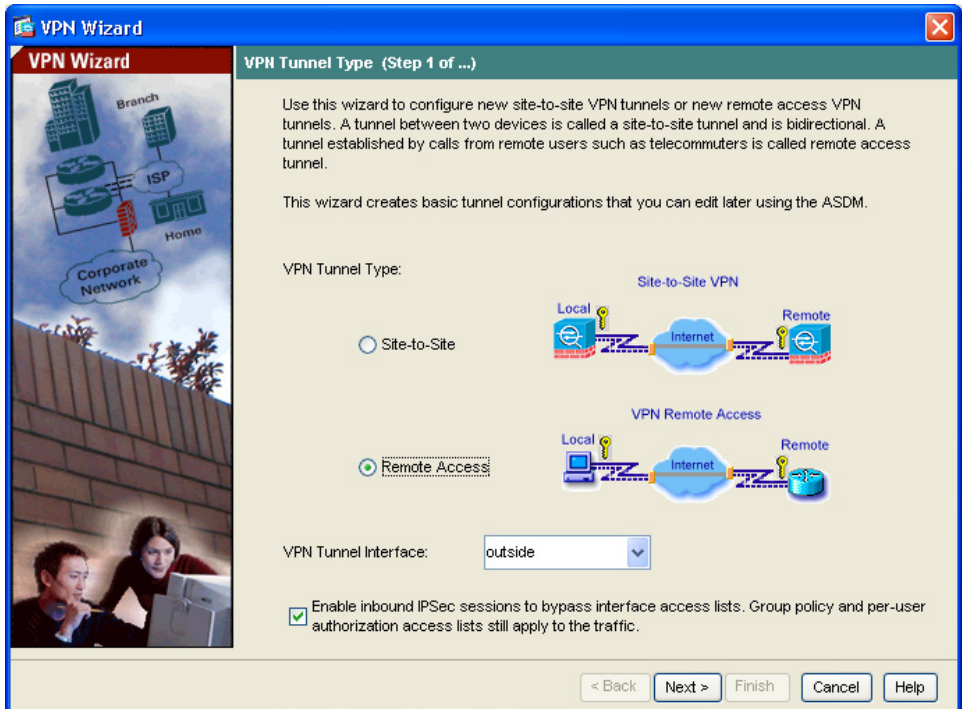 VPN Wizard
VPN Wizard
Branch
ISP
Home
Corporate
Network
VPN Tunnel Type (Step 1 of ...)
Use this wizard to configure new site-to-site VPN tunnels or new remote access VPN
tunnels. A tunnel between two devices is called a site-to-site tunnel and is bidirectional. A
tunnel established by calls from remote users such as telecommuters is called remote access
tunnel.
This wizard creates basic tunnel configurations that you can edit later using the ASDM.
VPN Tunnel Type:
Site-to-Site VPN
Local
Remote
Internet
Site-to-Site
VPN Remote Access
Local
Remote
Internet
Remote Access
VPN Tunnel Interface:
outside
Enable inbound IPSec sessions to bypass interface access lists. Group policy and per-user
authorization access lists still apply to the traffic.
< Back
Next >
Finish
Cancel
Help